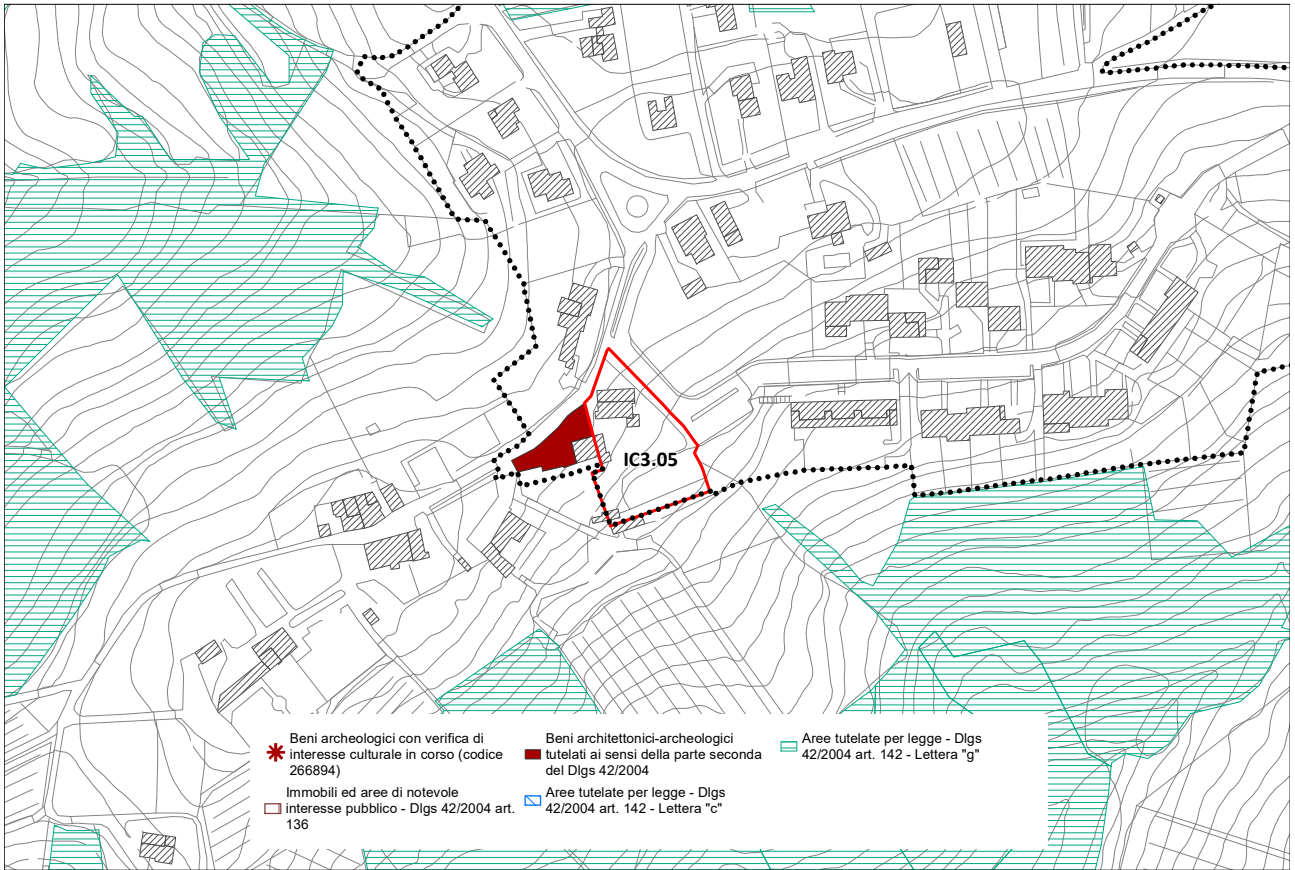 IC3.05
Beni archeologici con verifica di
interesse culturale in corso (codice
266894)
Immobili ed aree di notevole
interesse pubblico - Dlgs 42/2004 art.
136
Beni architettonici-archeologici
tutelati ai sensi della parte seconda
del Dlgs 42/2004
Aree tutelate per legge - Dlgs
42/2004 art. 142 - Lettera "c"
Aree tutelate per legge - Dlgs
42/2004 art. 142 - Lettera "g"